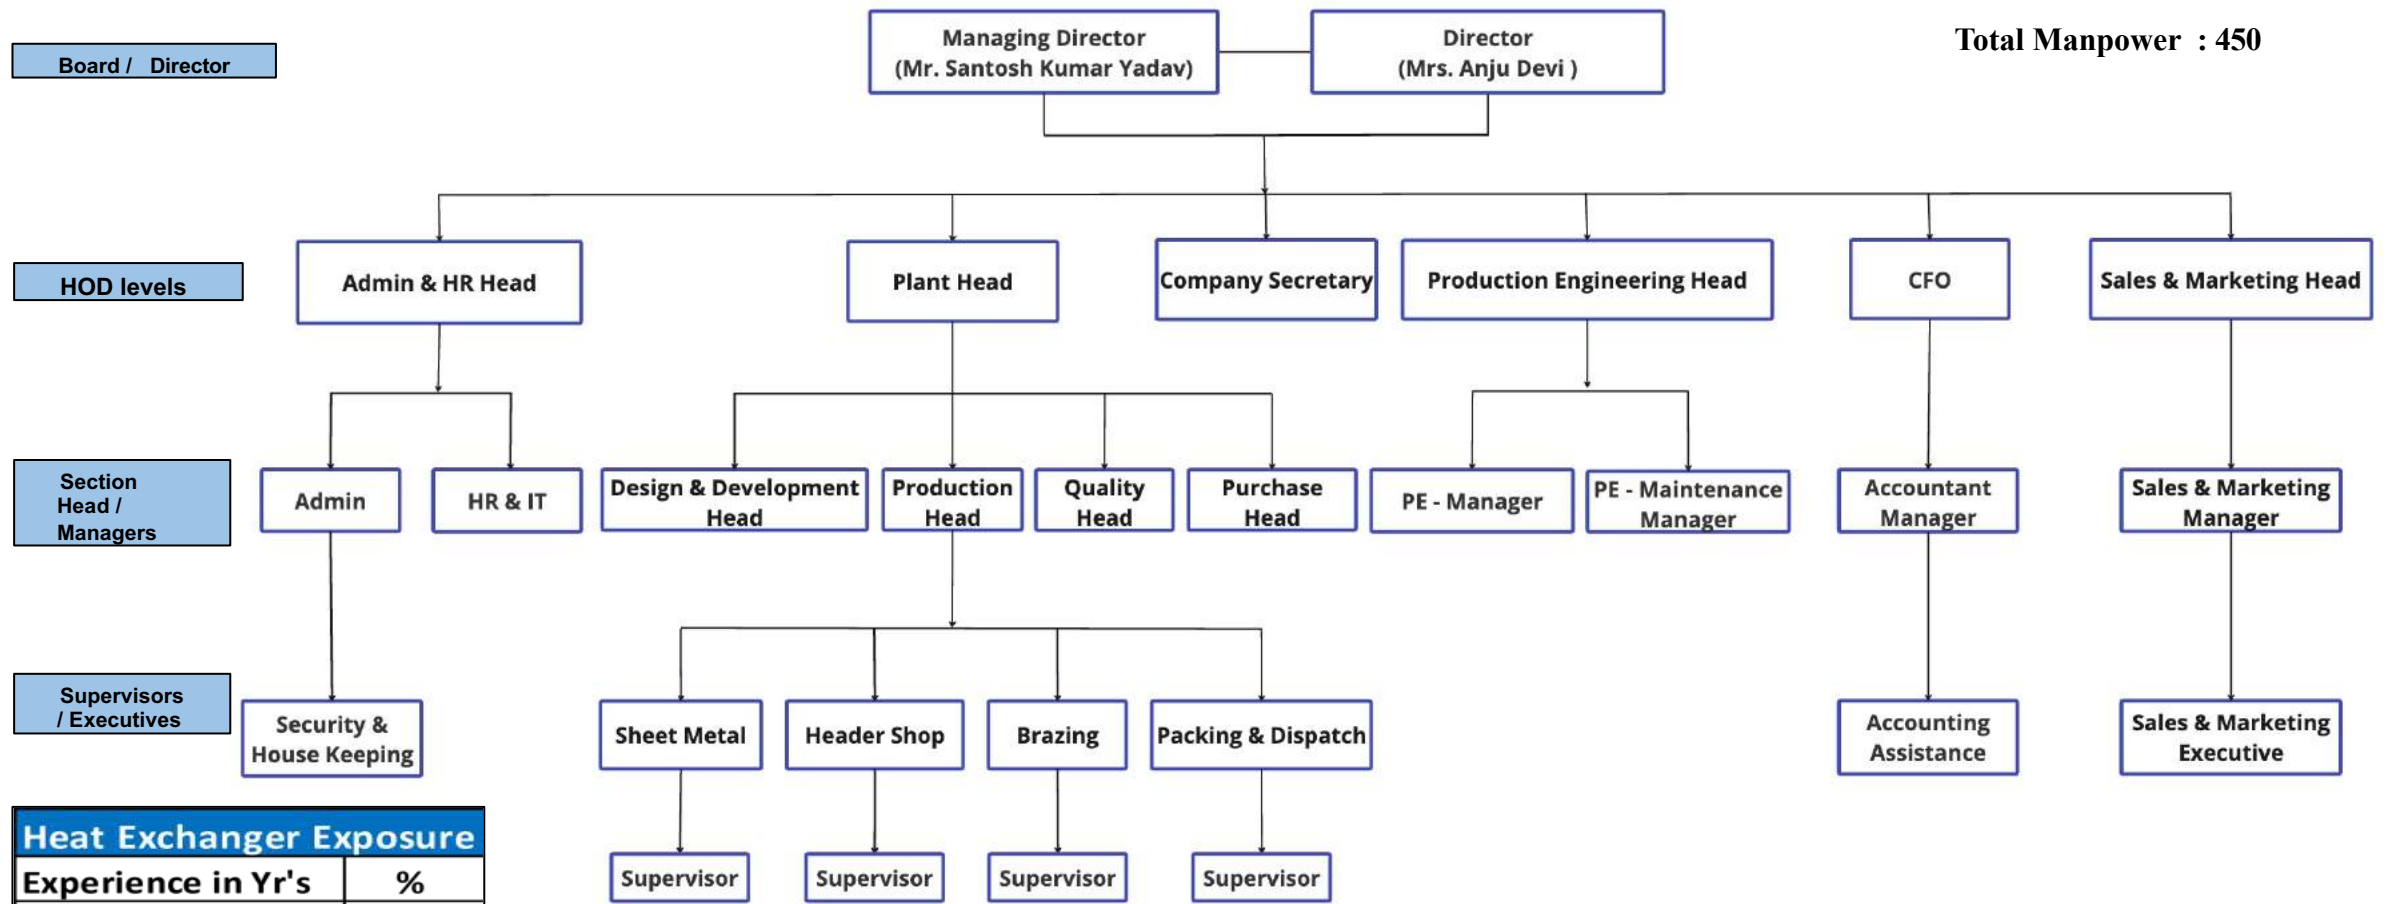 Managing Director
(Mr. Santosh Kumar Yadav)
Director
(Mrs. Anju Devi )
Total Manpower : 450
Board / Director
HOD levels
Admin & HR Head
Plant Head
Company Secretary
Production Engineering Head
CFO
Sales & Marketing Head
Section
Head /
Managers
Admin
HR & IT
Design & Development
Head
Production
Head
Quality
Head
Purchase
Head
PE - Manager
PE - Maintenance
Manager
Accountant
Manager
Sales & Marketing
Manager
Supervisors
/ Executives
Security &
House Keeping
Sheet Metal
Header Shop
Brazing
Packing & Dispatch
Accounting
Assistance
Sales & Marketing
Executive
Supervisor
Supervisor
Supervisor
Supervisor
Heat Exchanger Exposure
Experience in Yr's %